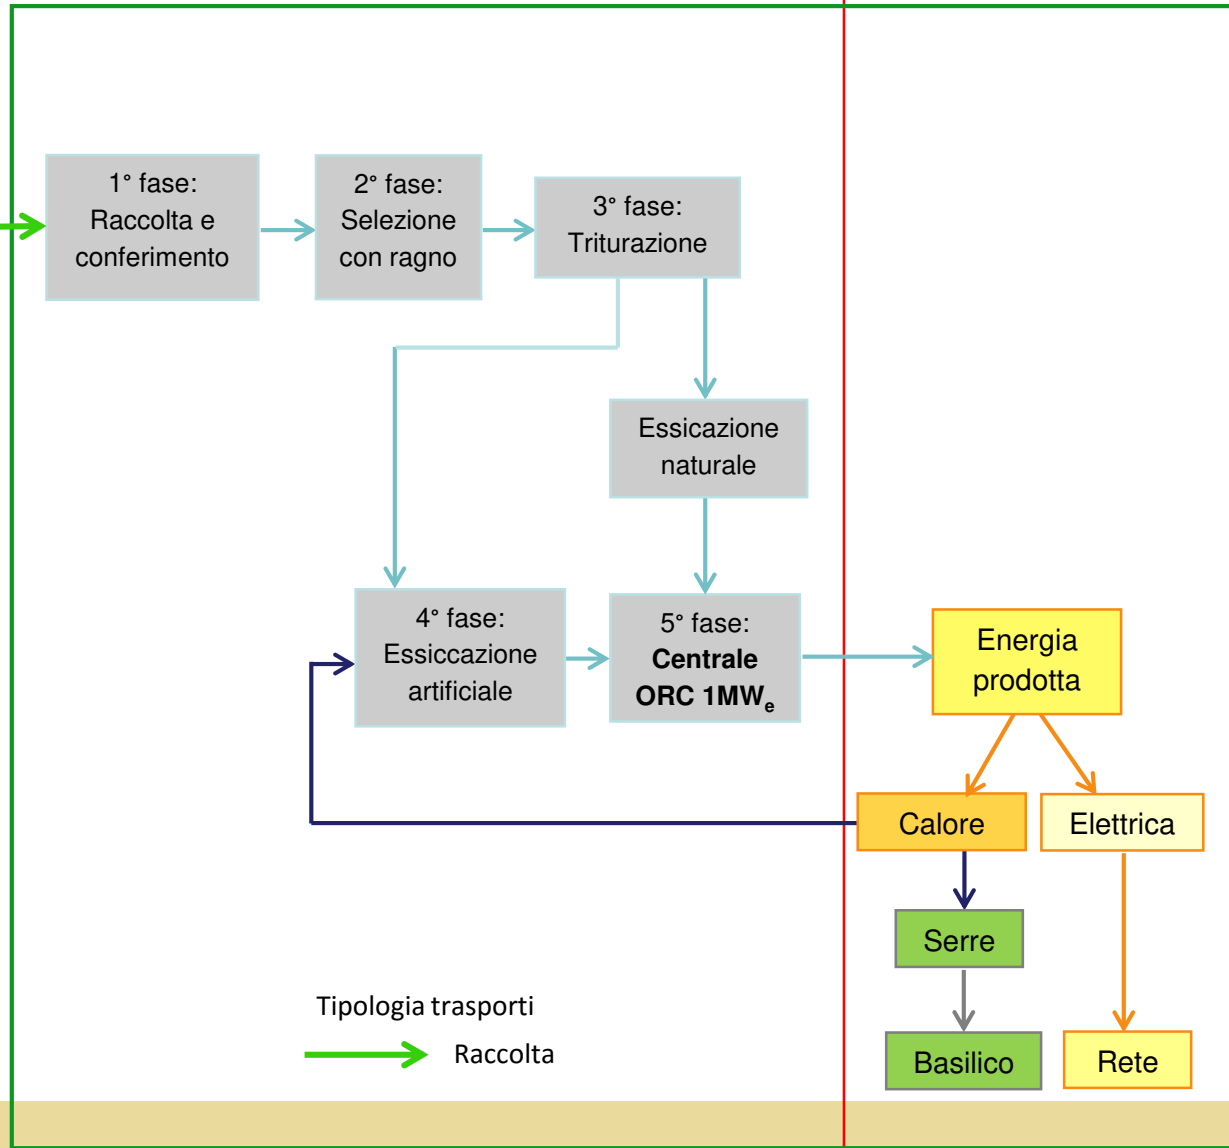 1° fase:
Raccolta e
conferimento
2° fase:
Selezione
con ragno
3° fase:
Triturazione
Essicazione
naturale
4° fase:
Essiccazione
artificiale
5° fase:
Centrale
ORC 1MWe
Energia
prodotta
Calore
Elettrica
Serre
Basilico
Rete
Tipologia trasporti
Raccolta